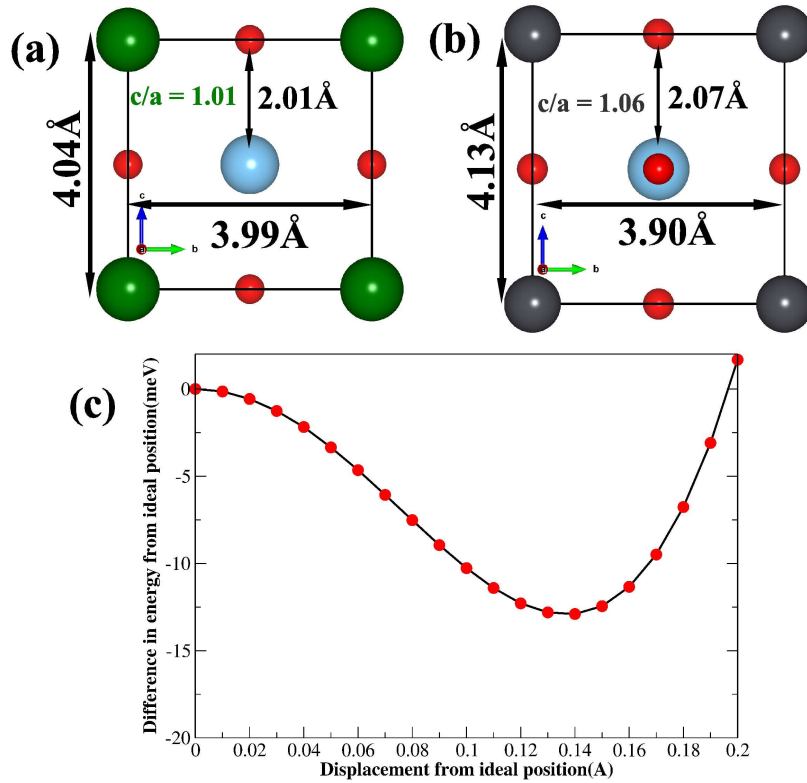 (a)
c/a = 1.01
2.01Å
4.04Å
3.99Å
c
a
b
(b)
c/a = 1.06
2.07Å
4.13Å
3.90Å
c
a
b
(c)
Difference in energy from ideal position(meV)
0
-5
-10
-15
-20
0 0.02 0.04 0.06 0.08 0.1 0.12 0.14 0.16 0.18 0.2
Displacement from ideal position(A)